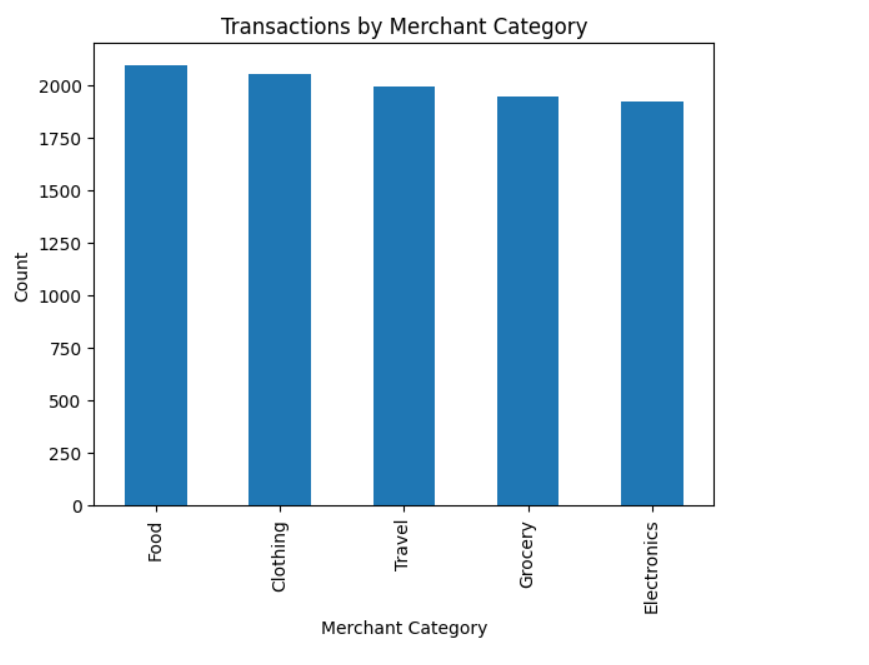 Transactions by Merchant Category
2000
1750
1500
1250
1000
750
500
250
0
Count
Food
Clothing
Travel
Grocery
Electronics
Merchant Category